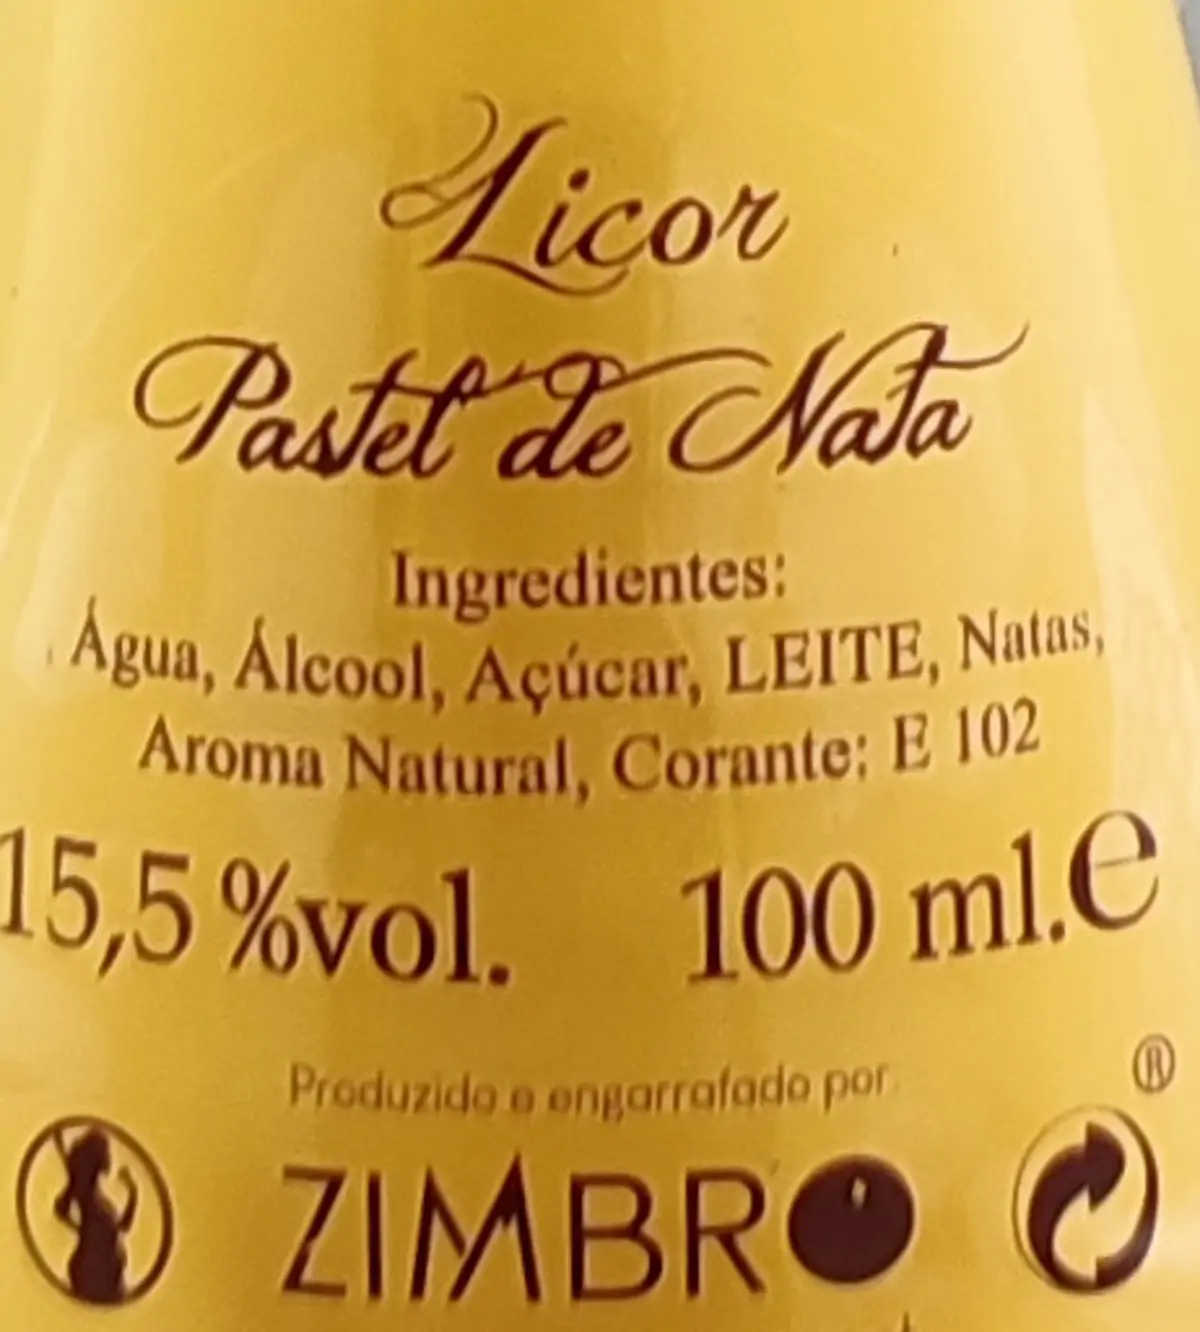 Licor
Pastel de Nata
Ingredientes:
Água, Álcool, Açúcar, LEITE, Natas,
Aroma Natural, Corante: E 102
15,5 %vol. 100 ml.e
Produzido e engarrafado por
®
ZIMBRO